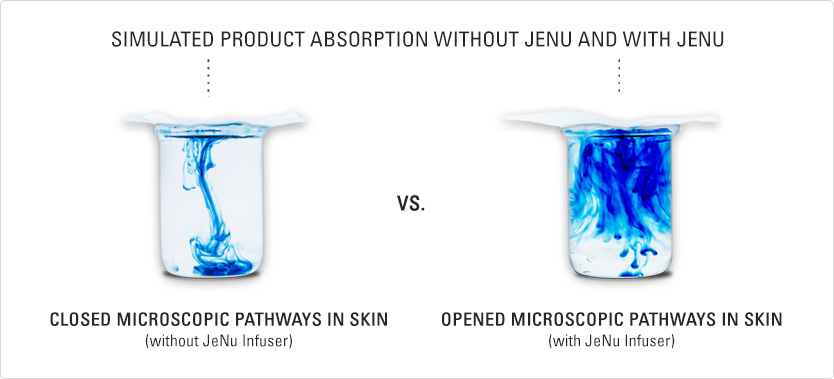 SIMULATED PRODUCT ABSORPTION WITHOUT JENU AND WITH JENU
VS.
CLOSED MICROSCOPIC PATHWAYS IN SKIN
(without JeNu Infuser)
OPENED MICROSCOPIC PATHWAYS IN SKIN
(with JeNu Infuser)